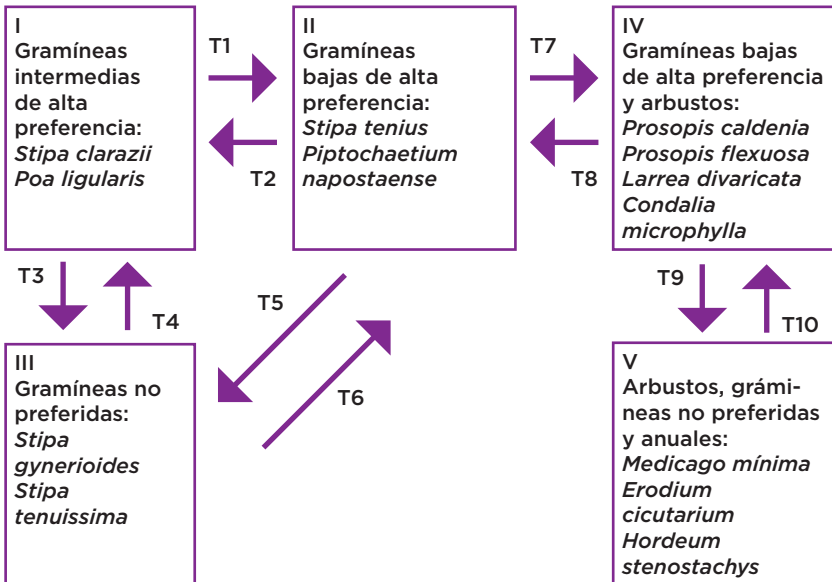 I
Gramíneas
intermedias
de alta
preferencia:
Stipa clarazii
Poa ligularis
T1
T2
II
Gramíneas
bajas de alta
preferencia:
Stipa tenius
Piptochaetium
napostaense
T7
T8
IV
Gramíneas bajas
de alta preferencia
y arbustos:
Prosopis caldenia
Prosopis flexuosa
Larrea divaricata
Condalia
microphylla
T3
T4
T5
T6
T9
T10
III
Gramíneas no
preferidas:
Stipa
gynerioides
Stipa
tenuissima
V
Arbustos, grámi-
neas no preferidas
y anuales:
Medicago mínima
Erodium
cicutarium
Hordeum
stenostachys